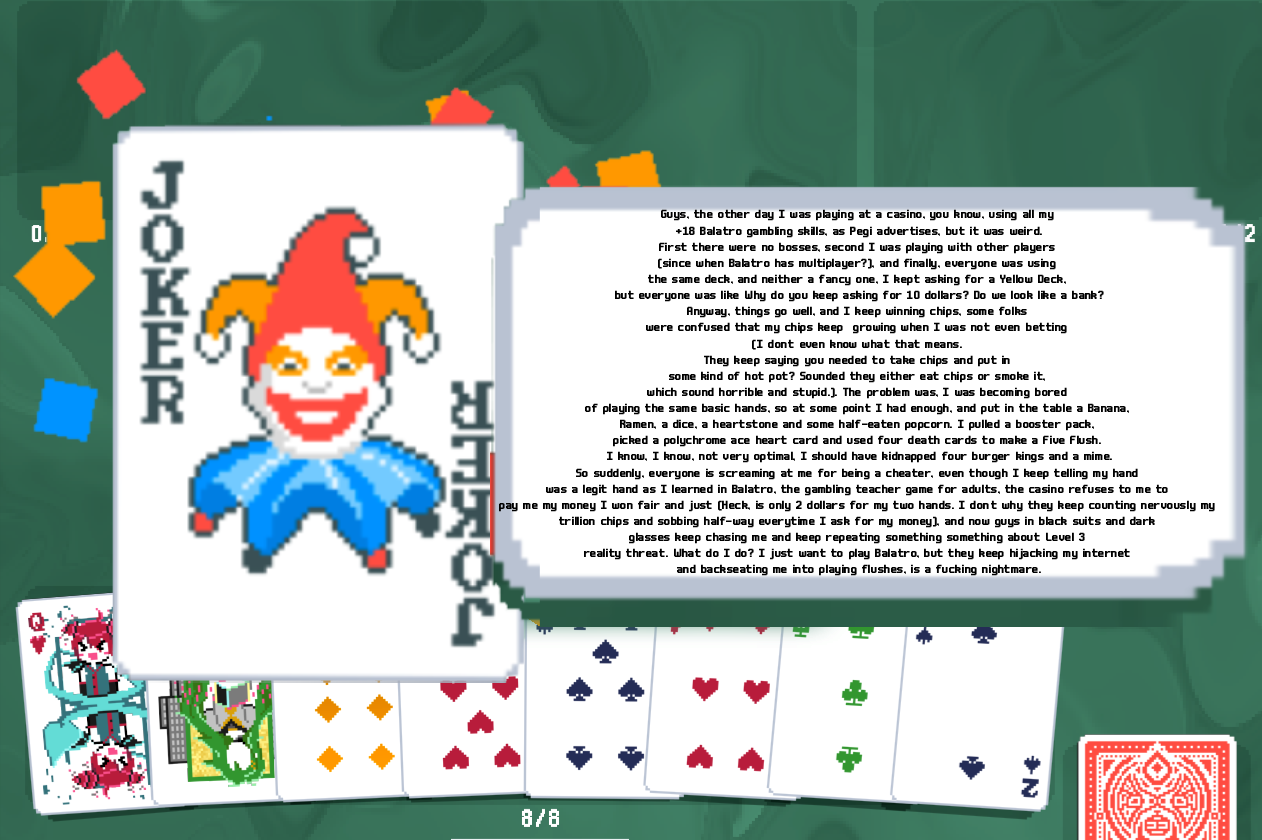 JOKER
Guys, the other day I was playing at a casino, you know, using all my
+18 Balatro gambling skills, as Pegi advertises, but it was weird.
First there were no bosses, second I was playing with other players
(since when Balatro has multiplayer?), and finally, everyone was using
the same deck, and neither a fancy one, I kept asking for a Yellow Deck,
but everyone was like Why do you keep asking for 10 dollars? Do we look like a bank?
Anyway, things go well, and I keep winning chips, some folks
were confused that my chips keep growing when I was not even betting
(I dont even know what that means.
They keep saying you needed to take chips and put in
some kind of hot pot? Sounded they either eat chips or smoke it,
which sound horrible and stupid.). The problem was, I was becoming bored
of playing the same basic hands, so at some point I had enough, and put in the table a Banana,
Ramen, a dice, a heartstone and some half-eaten popcorn. I pulled a booster pack,
picked a polychrome ace heart card and used four death cards to make a Five Flush.
I know, I know, not very optimal, I should have kidnapped four burger kings and a mime.
So suddenly, everyone is screaming at me for being a cheater, even though I keep telling my hand
was a legit hand as I learned in Balatro, the gambling teacher game for adults, the casino refuses to me to
pay me my money I won fair and just (Heck, is only 2 dollars for my two hands. I dont why they keep counting nervously my
trillion chips and sobbing half-way everytime I ask for my money), and now guys in black suits and dark
glasses keep chasing me and keep repeating something something about Level 3
reality threat. What do I do? I just want to play Balatro, but they keep hijacking my internet
and backseating me into playing flushes, is a fucking nightmare.
JOKER
Q
2
8/8